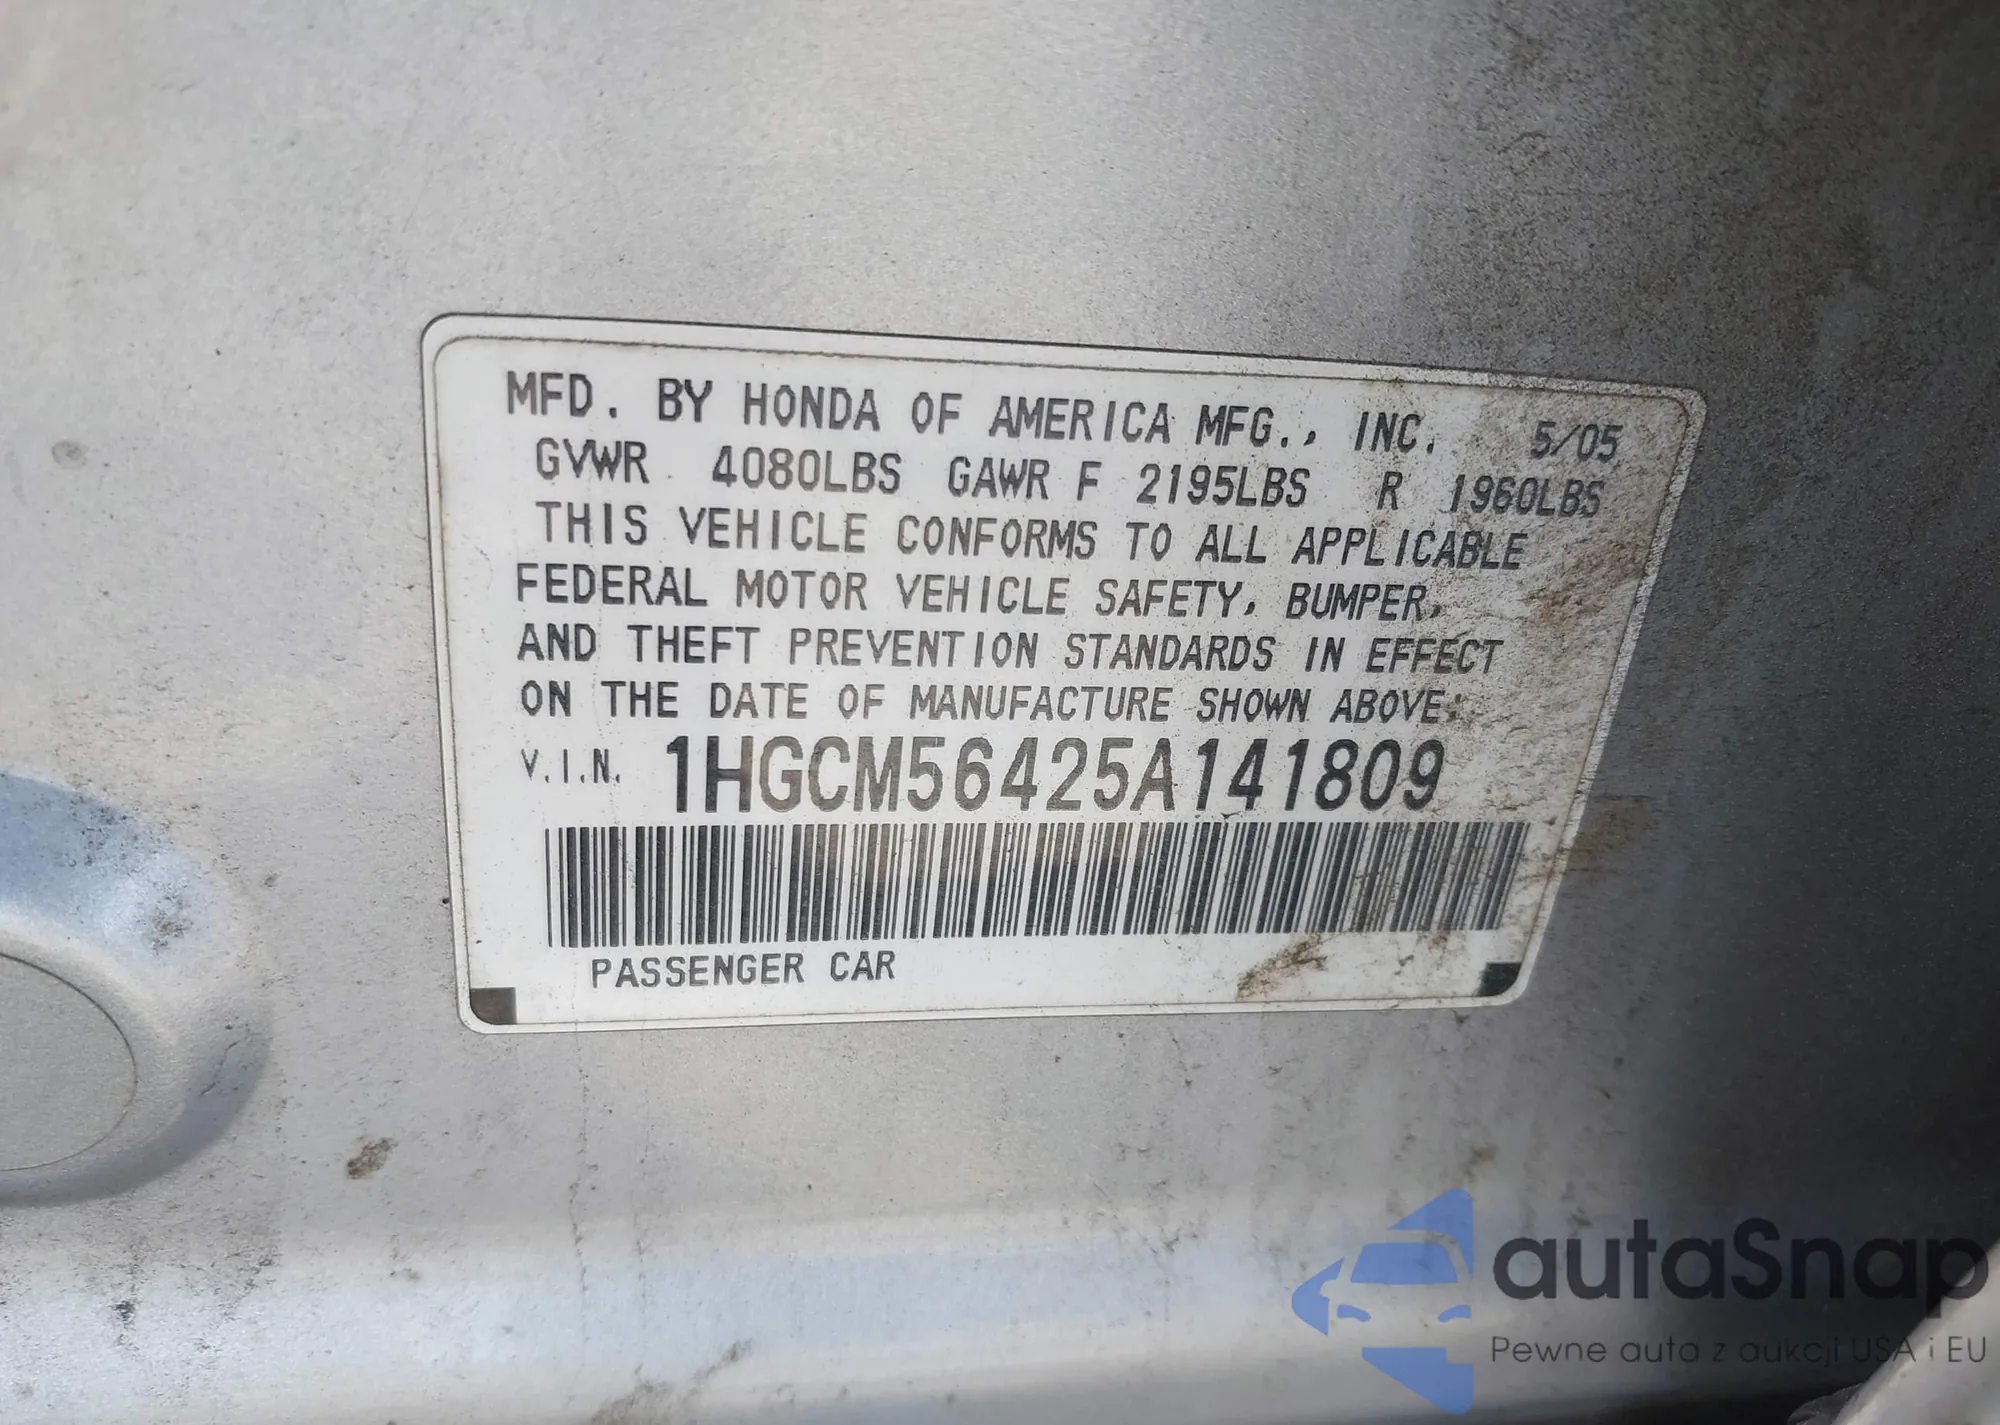 MFD. BY HONDA OF AMERICA MFG., INC. 5/05
GVWR 4080LBS GAWR F 2195LBS R 1960LBS
THIS VEHICLE CONFORMS TO ALL APPLICABLE
FEDERAL MOTOR VEHICLE SAFETY, BUMPER,
AND THEFT PREVENTION STANDARDS IN EFFECT
ON THE DATE OF MANUFACTURE SHOWN ABOVE:
V.I.N. 1HGCM56425A141809
PASSENGER CAR
autaSnap
Pewne auta z aukcji USA i EU